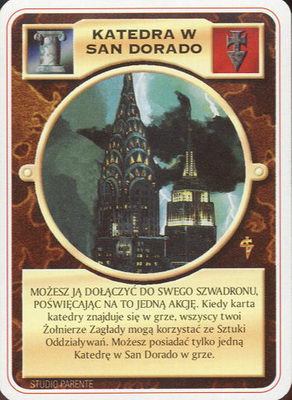 KATEDRA W
SAN DORADO
MOŻESZ JĄ DOŁĄCZYĆ DO SWEGO SZWADRONU,
POŚWIĘCAJĄC NA TO JEDNĄ AKCJĘ. Kiedy karta
katedry znajduje się w grze, wszyscy twoi
Żołnierze Zagłady mogą korzystać ze Sztuki
Oddziaływań. Możesz posiadać tylko jedną
Katedrę w San Dorado w grze.
STUDIO PARENTE